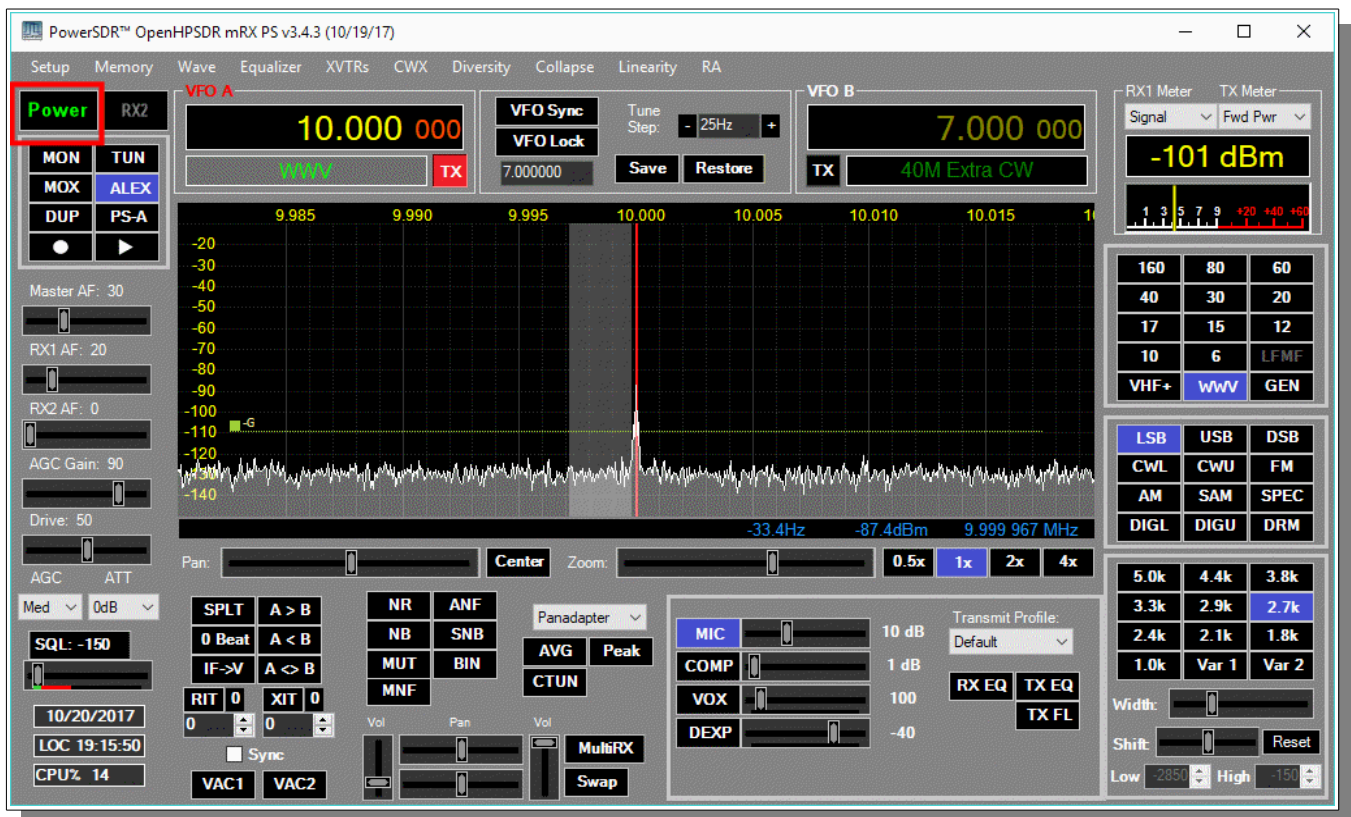 PowerSDR™ OpenHPSDR mRX PS v3.4.3 (10/19/17)
Setup Memory Wave Equalizer XVTRs CWX Diversity Collapse Linearity RA
Power RX2
MON TUN
MOX ALEX
DUP PS-A
Master AF: 30
RX1 AF: 20
RX2 AF: 0
AGC Gain: 90
Drive: 50
AGC ATT
Med 0dB
SQL: -150
10/20/2017
LOC 19:15:50
CPU% 14
VFO A
10.000 000
WWV TX
VFO Sync
VFO Lock
7.000000
Tune
Step: - 25Hz +
Save Restore
VFO B
7.000 000
TX 40M Extra CW
RX1 Meter TX Meter
Signal Fwd Pwr
-101 dBm
1 3 5 7 9 +20 +40 +60
9.985 9.990 9.995 10.000 10.005 10.010 10.015
-20
-30
-40
-50
-60
-70
-80
-90
-100
-G
-110
-120
-130
-140
-33.4Hz -87.4dBm 9.999 967 MHz
Pan: Center Zoom: 0.5x 1x 2x 4x
160 80 60
40 30 20
17 15 12
10 6 LFMF
VHF+ WWV GEN
LSB USB DSB
CWL CWU FM
AM SAM SPEC
DIGL DIGU DRM
5.0k 4.4k 3.8k
3.3k 2.9k 2.7k
2.4k 2.1k 1.8k
1.0k Var 1 Var 2
Width:
Shift: Reset
Low -2850 High -150
SPLT A > B
0 Beat A < B
IF->V A <> B
RIT 0 XIT 0
0 0
Sync
VAC1 VAC2
NR ANF
NB SNB
MUT BIN
MNF
Vol Pan Vol
Panadapter
AVG Peak
CTUN
MultiRX
Swap
MIC 10 dB
COMP 1 dB
VOX 100
DEXP -40
Transmit Profile:
Default
RX EQ TX EQ
TX FL